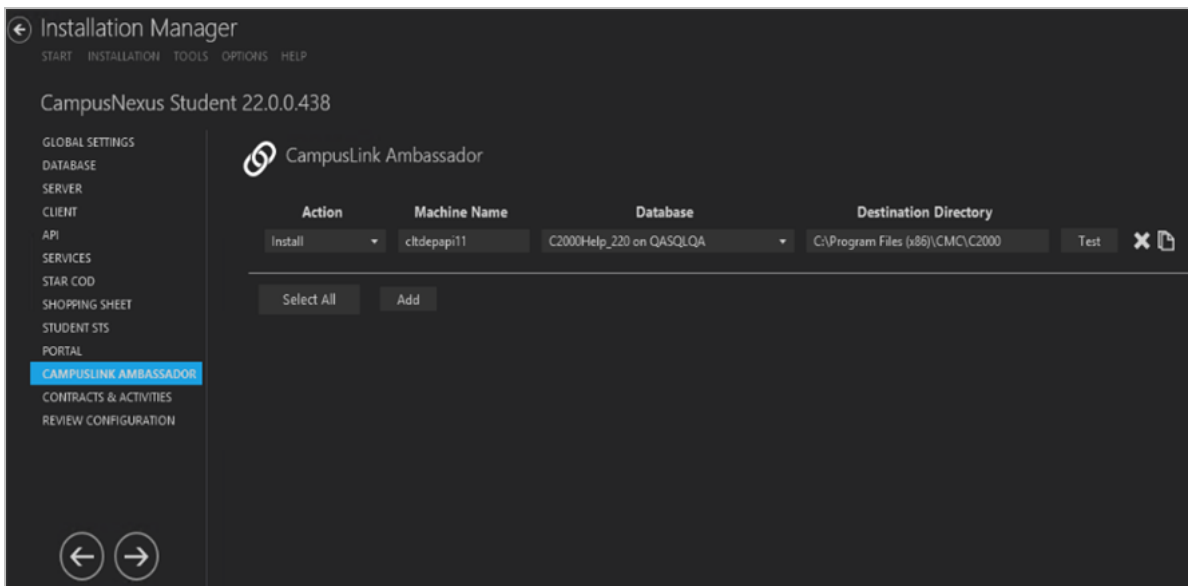 Installation Manager
START INSTALLATION TOOLS OPTIONS HELP
CampusNexus Student 22.0.0.438
GLOBAL SETTINGS
DATABASE
SERVER
CLIENT
API
SERVICES
STAR COD
SHOPPING SHEET
STUDENT STS
PORTAL
CAMPUSLINK AMBASSADOR
CONTRACTS & ACTIVITIES
REVIEW CONFIGURATION
CampusLink Ambassador
Action Machine Name Database Destination Directory
Install cltdepapi11 C2000Help_220 on QASQLQA C:\Program Files (x86)\CMC\C2000 Test
Select All Add